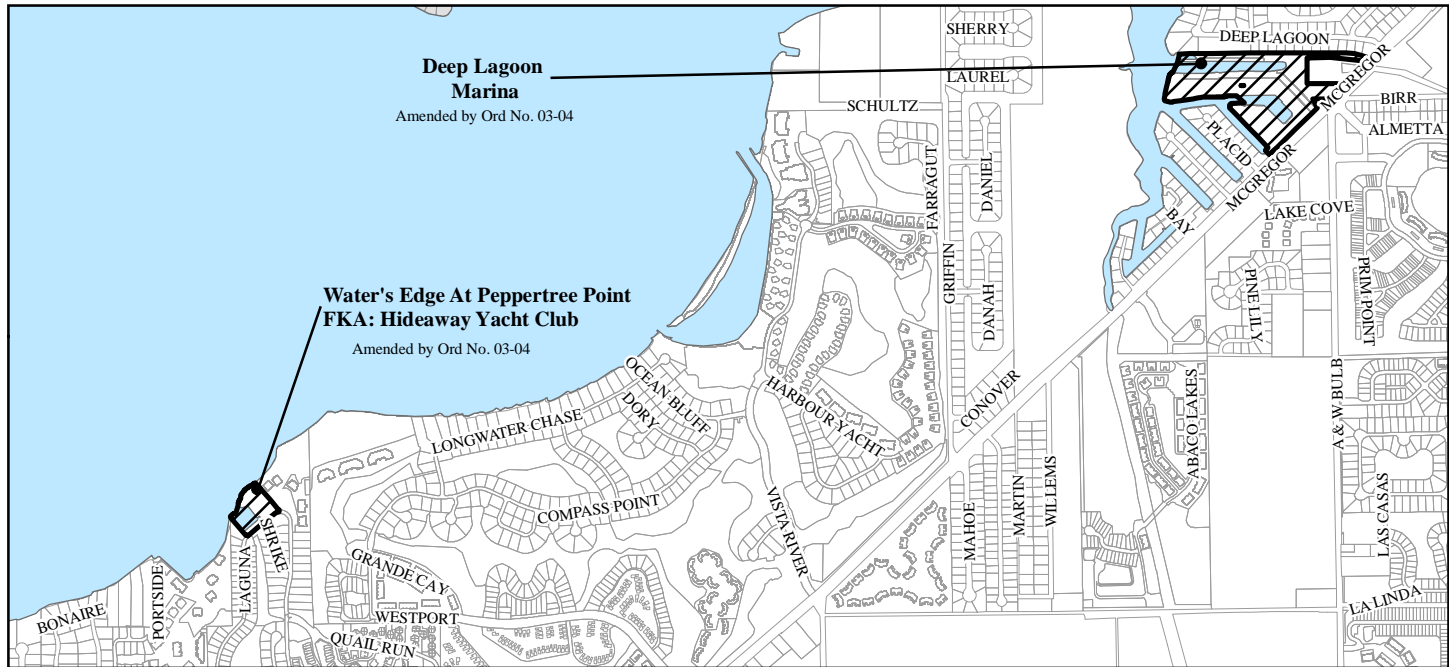 SHERRY
DEEP LAGOON
Deep Lagoon
Marina
Amended by Ord No. 03-04
LAUREL
MCGREGOR
SCHULTZ
BIRR
ALMETTA
PLACID
FARRAGUT
DANIEL
MCGREGOR
BAY
LAKE COVE
GRIFFIN
DANAH
PINE LILY
PRIM POINT
Water's Edge At Peppertree Point
FKA: Hideaway Yacht Club
Amended by Ord No. 03-04
OCEAN BLUFF
DORY
HARBOUR YACHT
CONOVER
ABACO LAKES
A & W BULB
LONGWATER CHASE
COMPASS POINT
VISTA RIVER
MAHOE
MARTIN
WILLEMS
LAS CASAS
SHRIKE
LAGUNA
PORTSIDE
GRANDE CAY
BONAIRE
WESTPORT
QUAIL RUN
LA LINDA